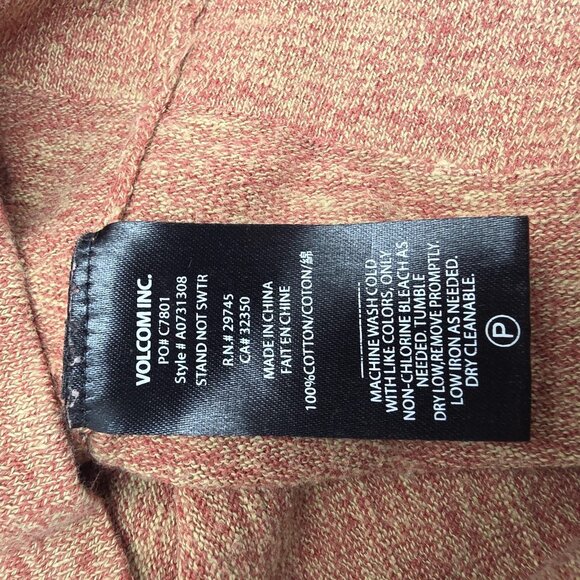 VOLCOM INC.
PO# C7801
Style # A0731308
STAND NOT SWTR
R.N.# 29745
CA# 32350
MADE IN CHINA
FAIT EN CHINE
100%COTTON/COTON/綿
MACHINE WASH COLD
WITH LIKE COLORS, ONLY
NON-CHLORINE BLEACH AS
NEEDED. TUMBLE
DRY LOW,REMOVE PROMPTLY.
LOW IRON AS NEEDED.
DRY CLEANABLE.
P